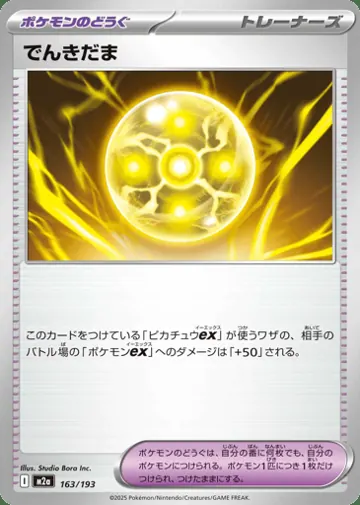 ポケモンのどうぐ
トレーナーズ
でんきだま
このカードをつけている「ピカチュウex」が使うワザの、相手の
バトル場の「ポケモンex」へのダメージは「+50」される。
Illus. Studio Bora Inc.
I m2a 163/193
ポケモンのどうぐは、自分の番に何枚でも、自分の
ポケモンにつけられる。ポケモン1匹につき1枚だけ
つけられ、つけたままにする。
©2025 Pokémon/Nintendo/Creatures/GAME FREAK.